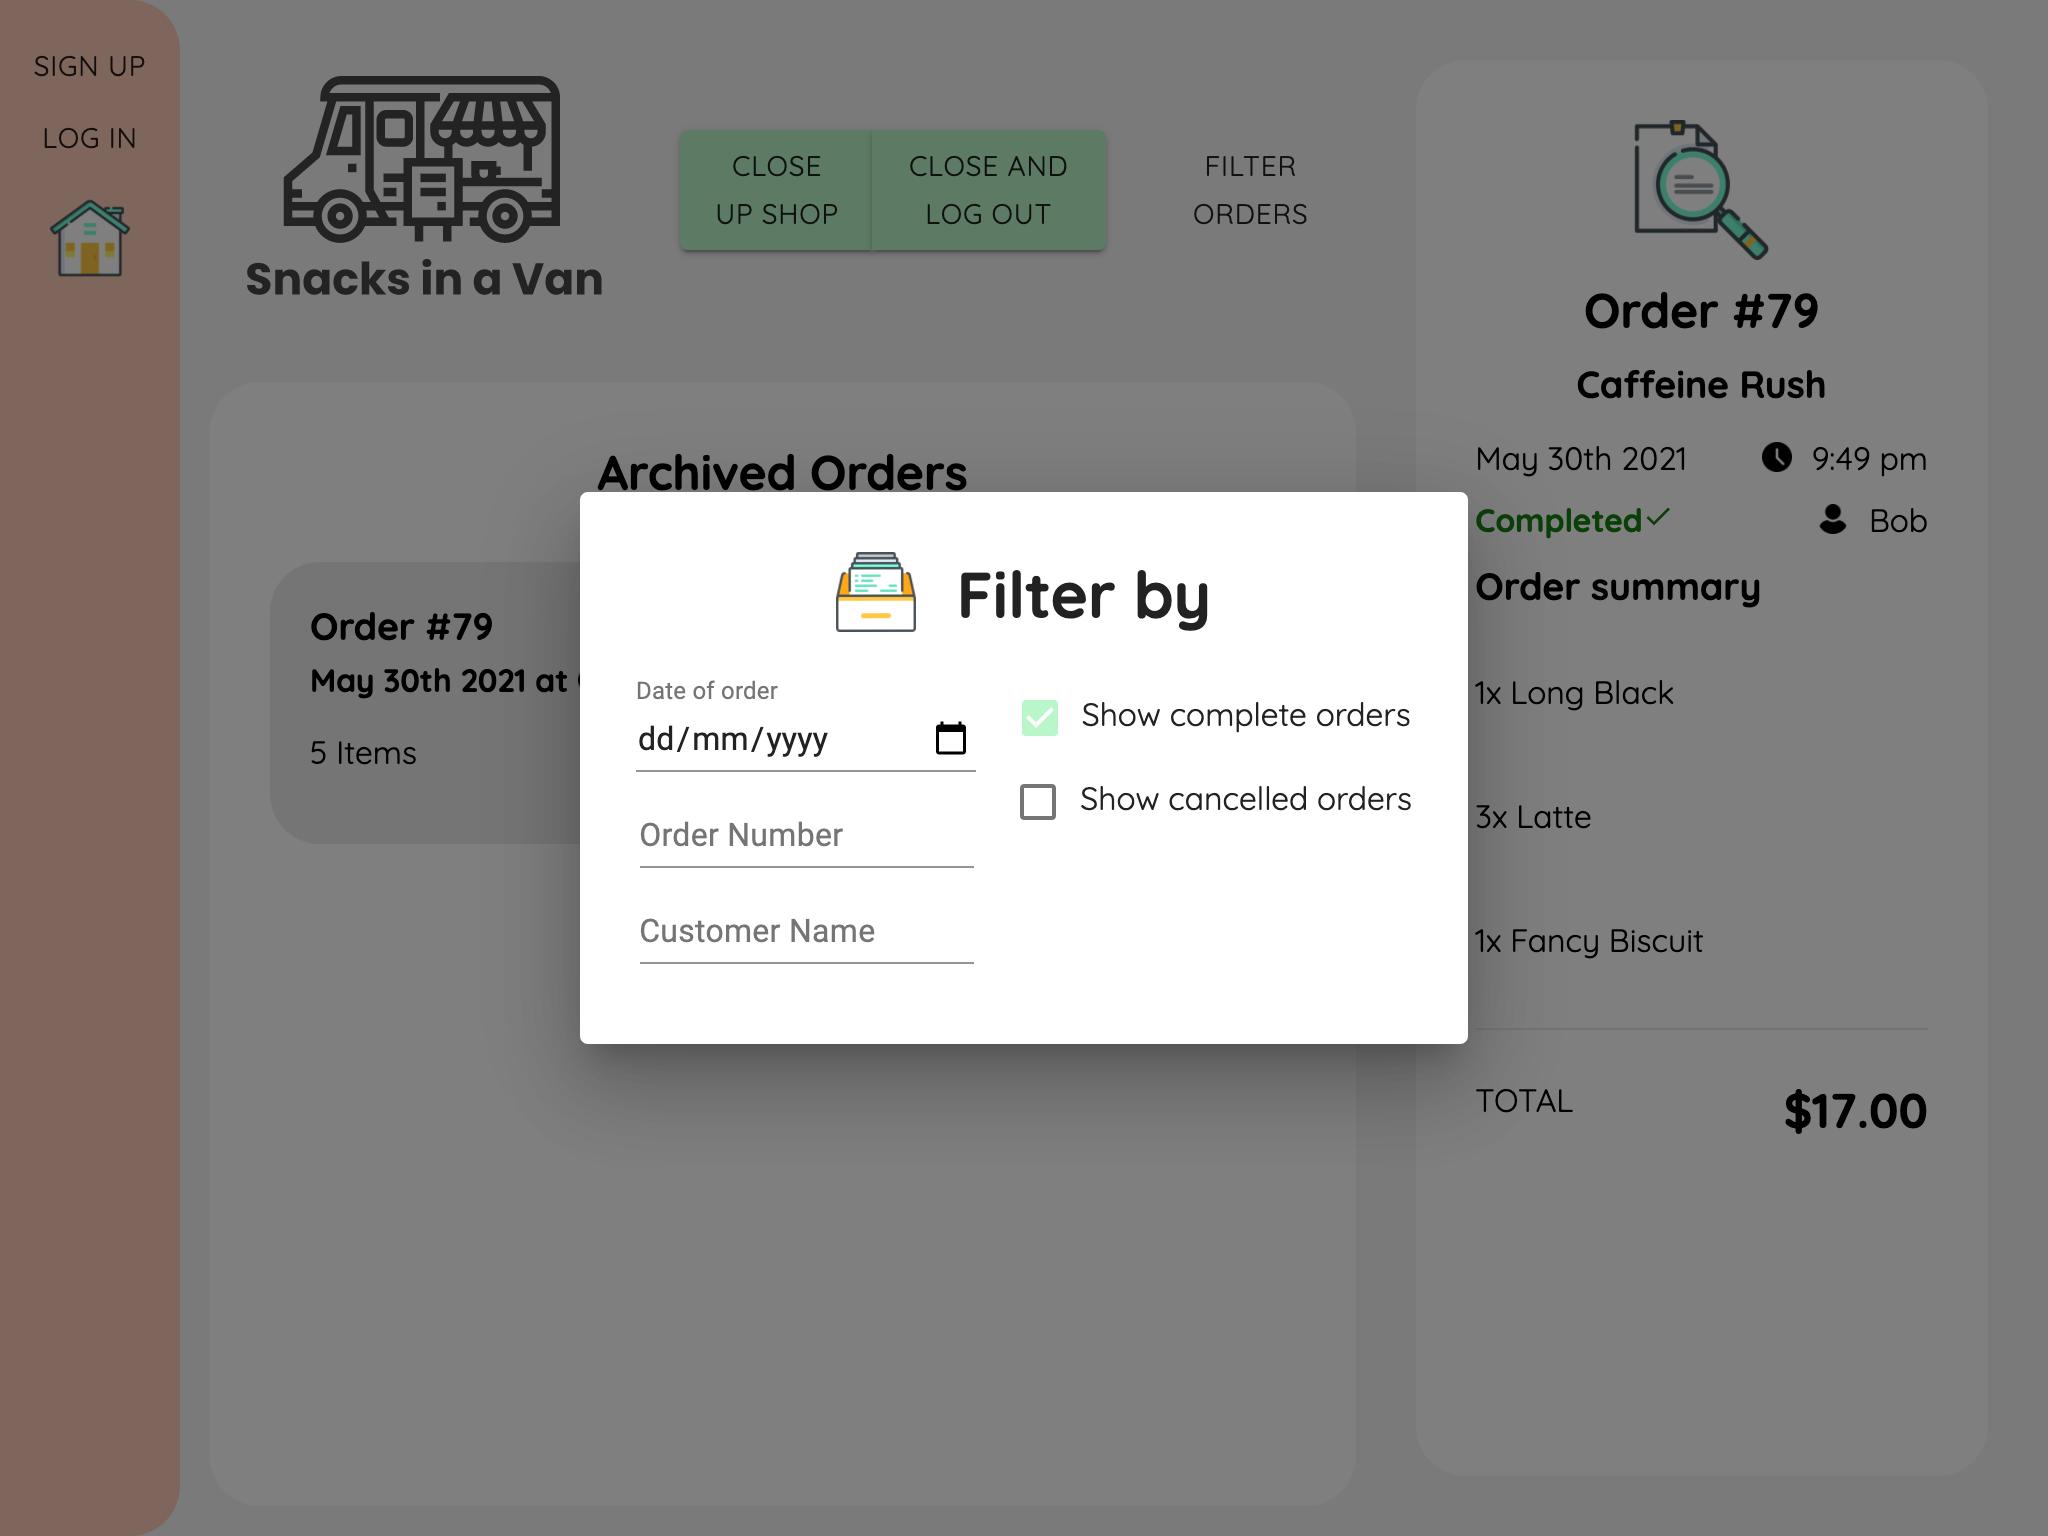 SIGN UP
LOG IN
Snacks in a Van
CLOSE
UP SHOP
CLOSE AND
LOG OUT
FILTER
ORDERS
Archived Orders
Order #79
May 30th 2021 at
5 Items
Filter by
Date of order
dd/mm/yyyy
Order Number
Customer Name
Show complete orders
Show cancelled orders
Order #79
Caffeine Rush
May 30th 2021 9:49 pm
Completed Bob
Order summary
1x Long Black
3x Latte
1x Fancy Biscuit
TOTAL $17.00